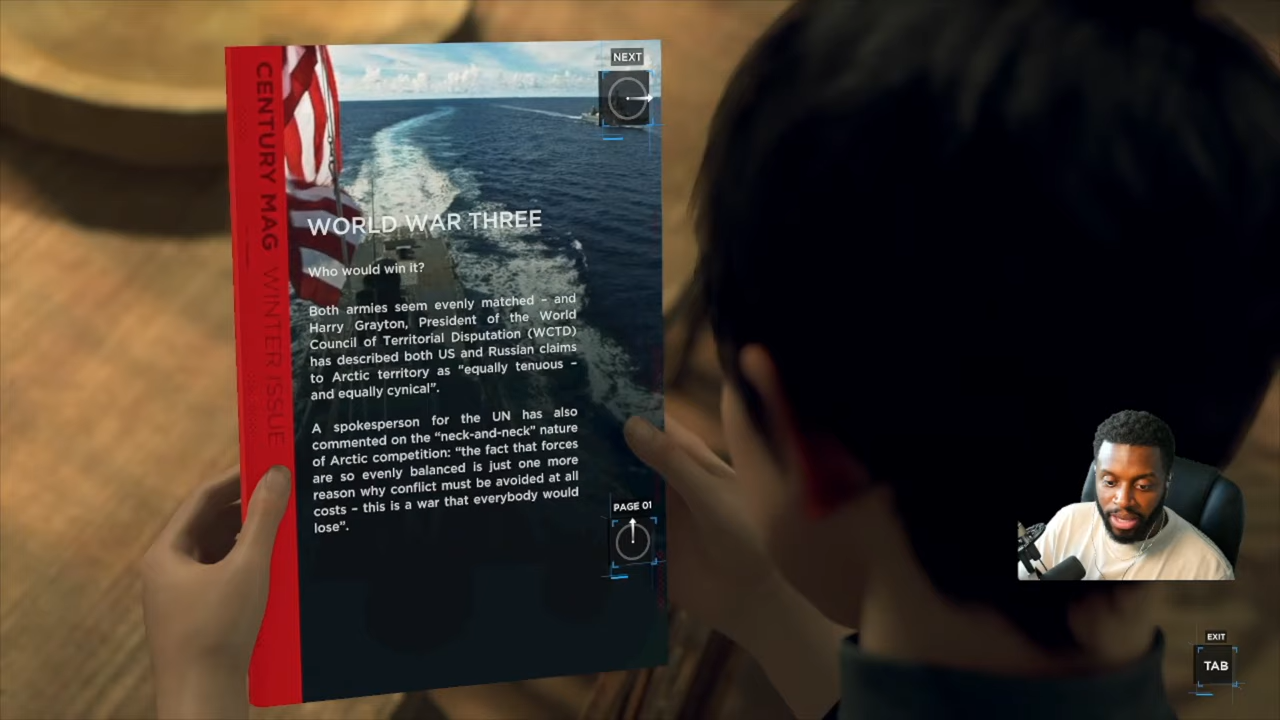 NEXT
CENTURY MAG WINTER ISSUE
WORLD WAR THREE
Who would win it?
Both armies seem evenly matched – and
Harry Grayton, President of the World
Council of Territorial Disputation (WCTD)
has described both US and Russian claims
to Arctic territory as “equally tenuous –
and equally cynical”.
A spokesperson for the UN has also
commented on the “neck-and-neck” nature
of Arctic competition: “the fact that forces
are so evenly balanced is just one more
reason why conflict must be avoided at all
costs – this is a war that everybody would
lose”.
PAGE 01
EXIT
TAB